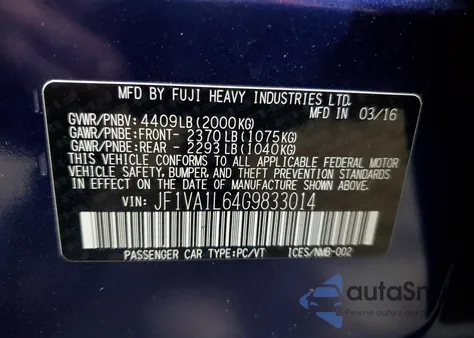 MFD BY FUJI HEAVY INDUSTRIES LTD.
MFD IN 03/16
GVWR/PNBV: 4409LB(2000KG)
GAWR/PNBE:FRONT- 2370LB(1075KG)
GAWR/PNBE:REAR - 2293LB(1040KG)
THIS VEHICLE CONFORMS TO ALL APPLICABLE FEDERAL MOTOR
VEHICLE SAFETY, BUMPER, AND THEFT PREVENTION STANDARDS
IN EFFECT ON THE DATE OF MANUFACTURE SHOWN ABOVE.
VIN: JF1VA1L64G9833014
PASSENGER CAR TYPE:PC/VT ICES/NMB-002
autaSn
Pewne auto z